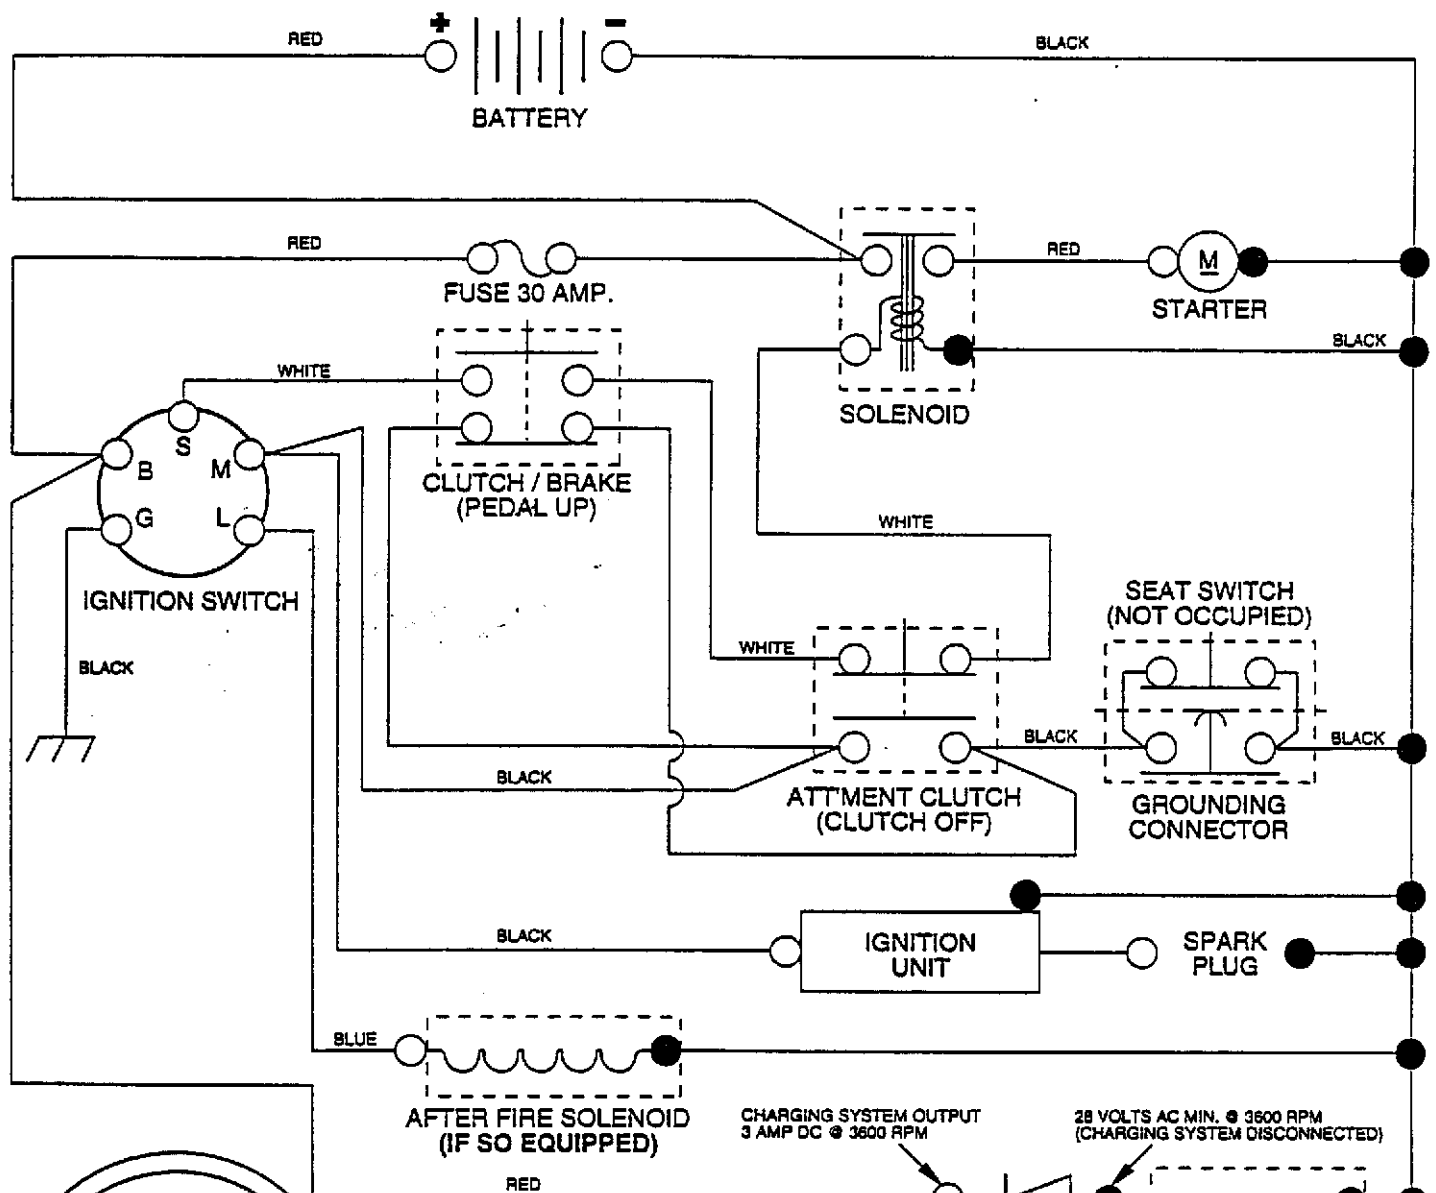 + −
RED
BLACK
BATTERY
RED
RED
M
FUSE 30 AMP.
STARTER
BLACK
WHITE
SOLENOID
S
B
M
CLUTCH / BRAKE
(PEDAL UP)
G
L
WHITE
IGNITION SWITCH
SEAT SWITCH
(NOT OCCUPIED)
BLACK
WHITE
BLACK
BLACK
BLACK
ATT'MENT CLUTCH
(CLUTCH OFF)
GROUNDING
CONNECTOR
BLACK
IGNITION
UNIT
SPARK
PLUG
BLUE
AFTER FIRE SOLENOID
(IF SO EQUIPPED)
CHARGING SYSTEM OUTPUT
3 AMP DC @ 3600 RPM
28 VOLTS AC MIN. @ 3600 RPM
(CHARGING SYSTEM DISCONNECTED)
RED